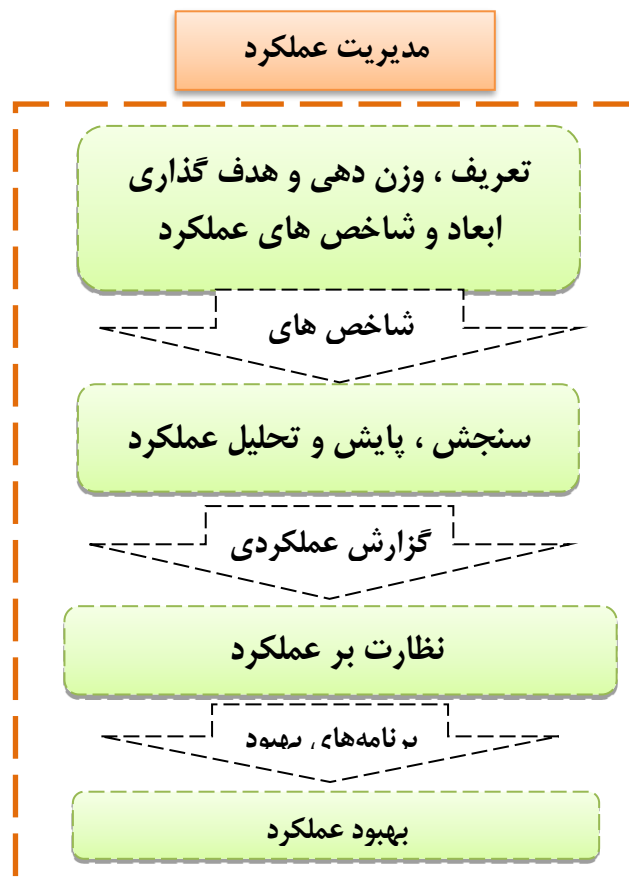 مدیریت عملکرد
تعریف ، وزن دهی و هدف گذاری
ابعاد و شاخص های عملکرد
شاخص های
سنجش ، پایش و تحلیل عملکرد
گزارش عملکردی
نظارت بر عملکرد
برنامه‌های بهبود
بهبود عملکرد